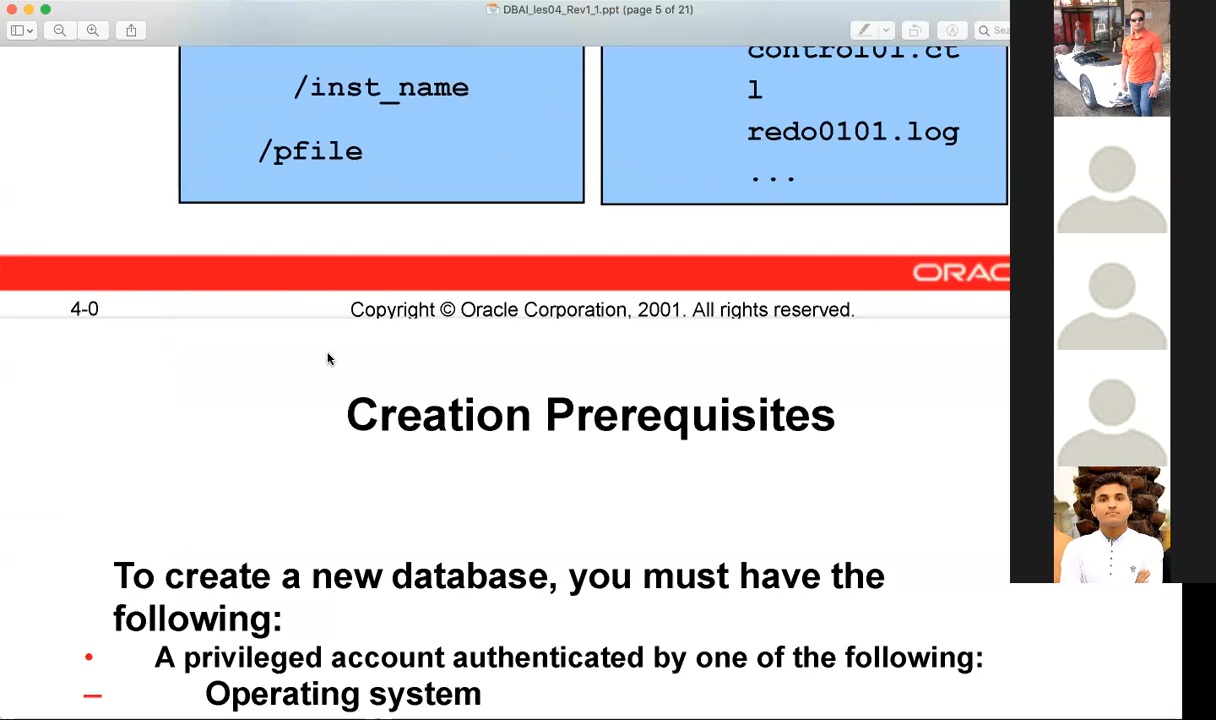 DBAI_les04_Rev1_1.ppt (page 5 of 21)
/inst_name
/pfile
control01.ct
l
redo0101.log
...
ORAC
4-0
Copyright © Oracle Corporation, 2001. All rights reserved.
Creation Prerequisites
To create a new database, you must have the
following:
• A privileged account authenticated by one of the following:
– Operating system